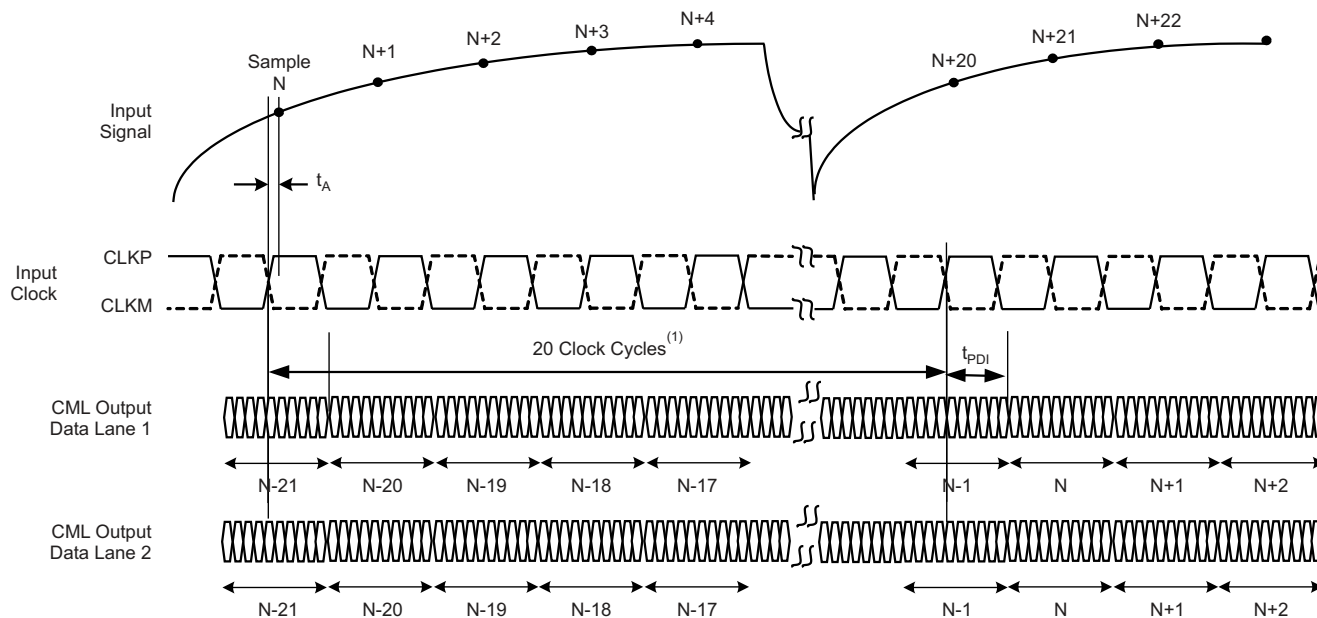 N+1 N+2 N+3 N+4
Sample
N
N+20 N+21 N+22
Input
Signal
tA
CLKP
Input
Clock
CLKM
20 Clock Cycles(1)
tPDI
CML Output
Data Lane 1
N-21 N-20 N-19 N-18 N-17 N-1 N N+1 N+2
CML Output
Data Lane 2
N-21 N-20 N-19 N-18 N-17 N-1 N N+1 N+2